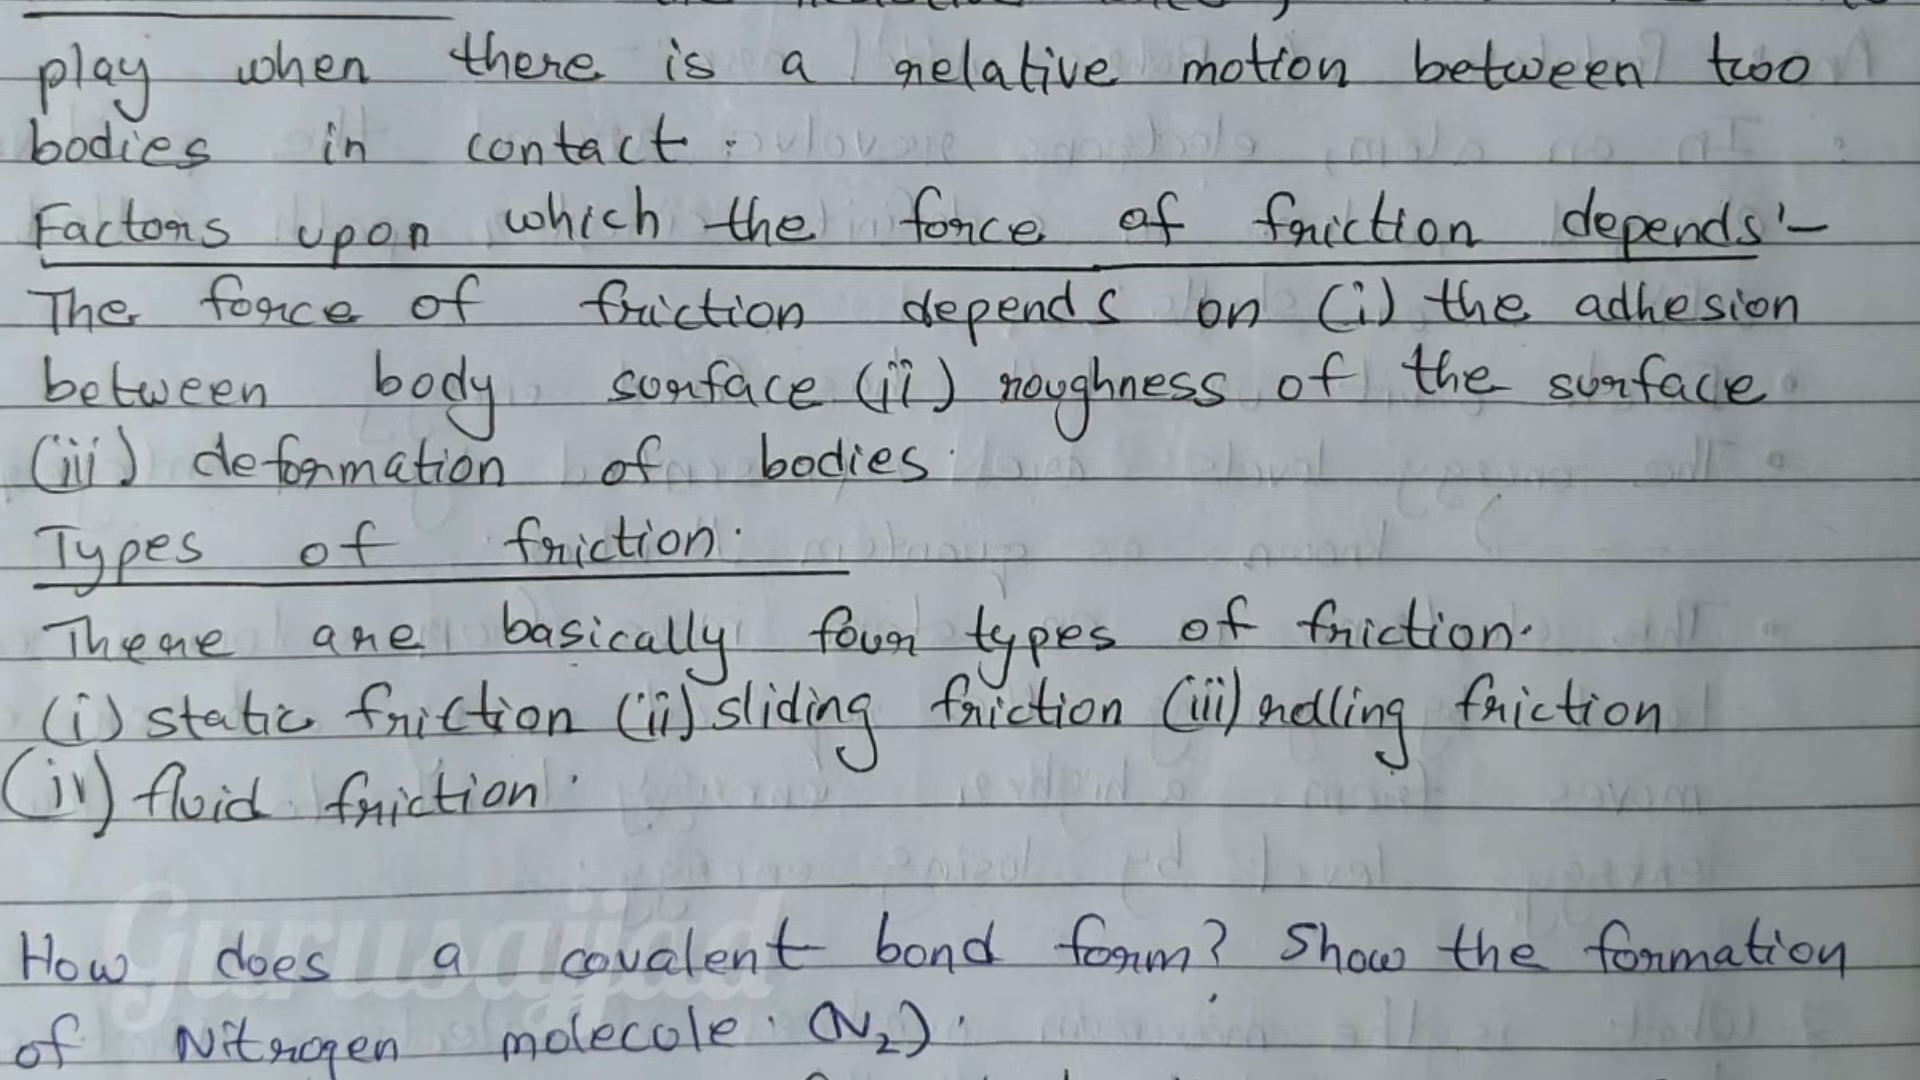 play when there is a relative motion between two
bodies in contact.
Factors upon which the force of friction depends:-
The force of friction depends on (i) the adhesion
between body surface (ii) roughness of the surface
(iii) deformation of bodies.
Types of friction.
There are basically four types of friction.
(i) static friction (ii) sliding friction (iii) rolling friction
(iv) fluid friction.
Gurusajjad
How does a covalent bond form? Show the formation
of Nitrogen molecule. (N₂).